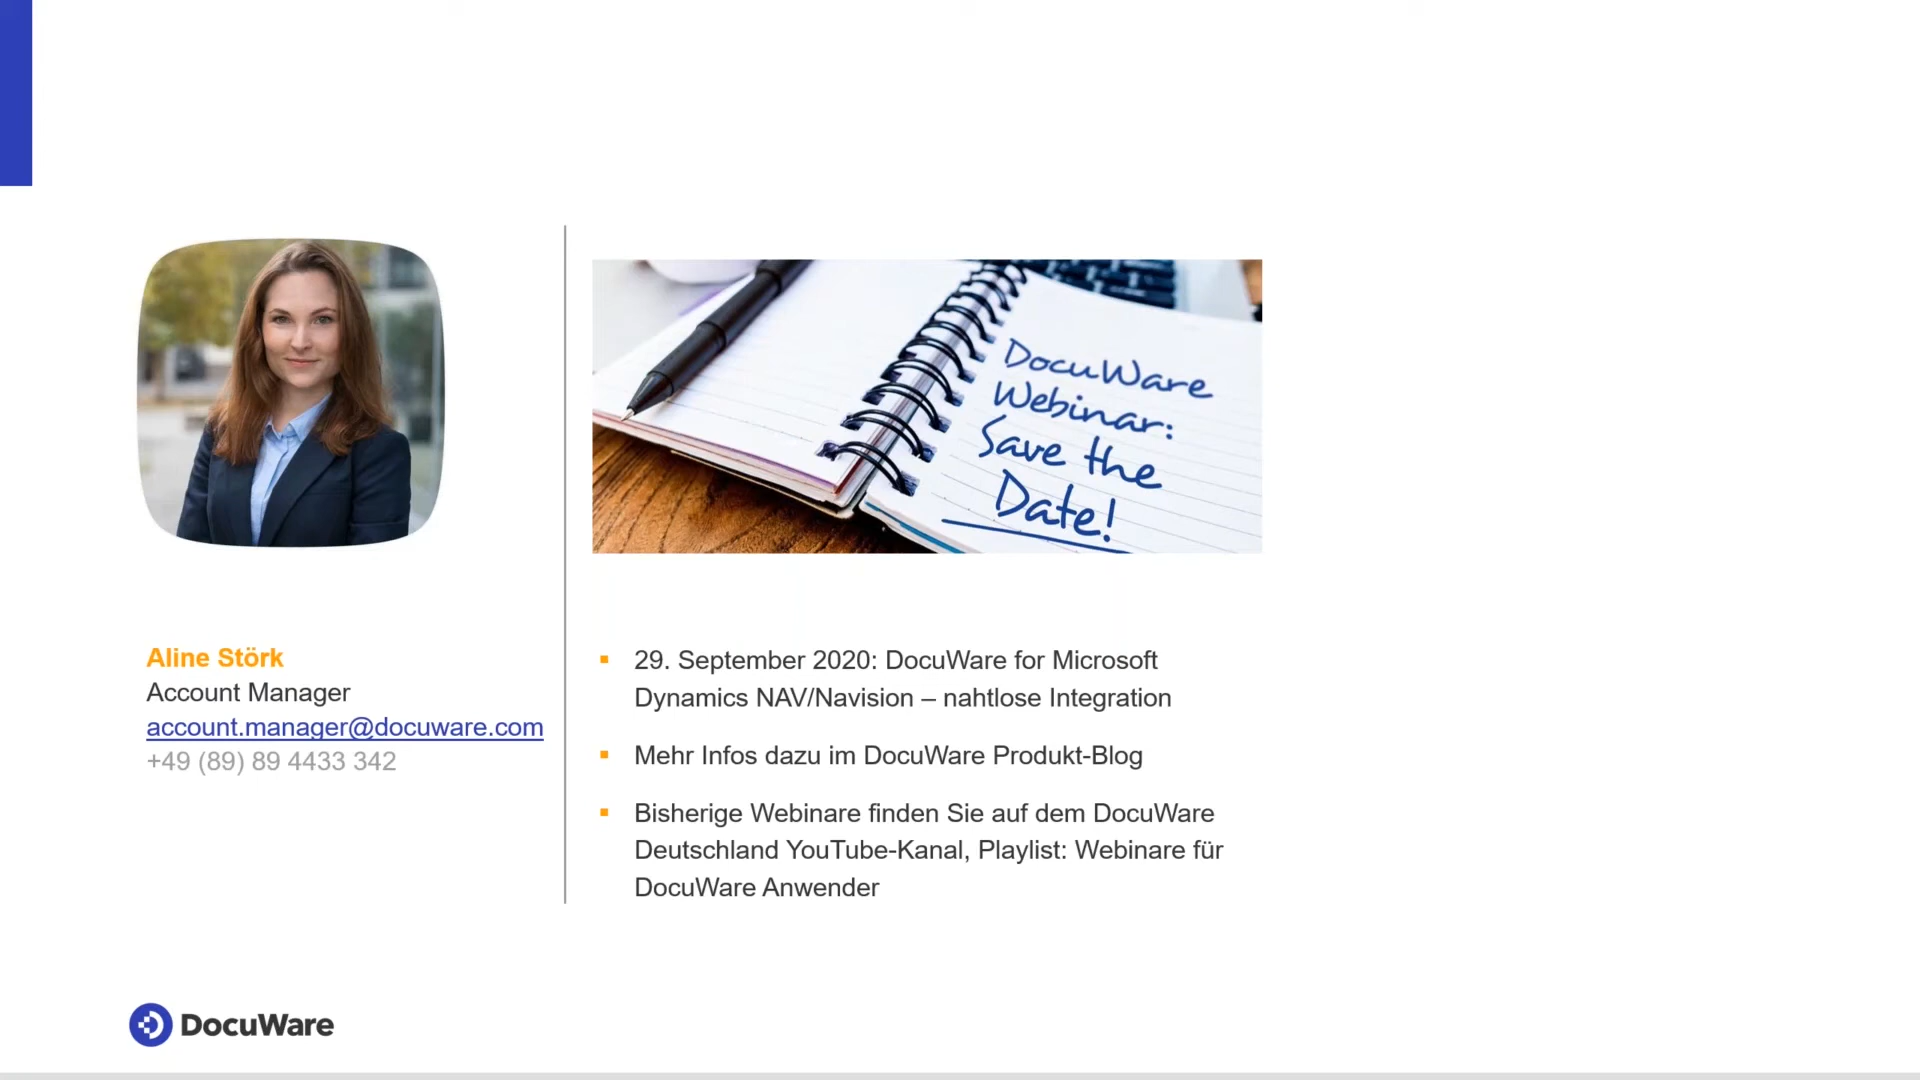 DocuWare
Webinar:
Save the
Date!
Aline Störk
Account Manager
account.manager@docuware.com
+49 (89) 89 4433 342
29. September 2020: DocuWare for Microsoft
Dynamics NAV/Navision – nahtlose Integration
Mehr Infos dazu im DocuWare Produkt-Blog
Bisherige Webinare finden Sie auf dem DocuWare
Deutschland YouTube-Kanal, Playlist: Webinare für
DocuWare Anwender
DocuWare